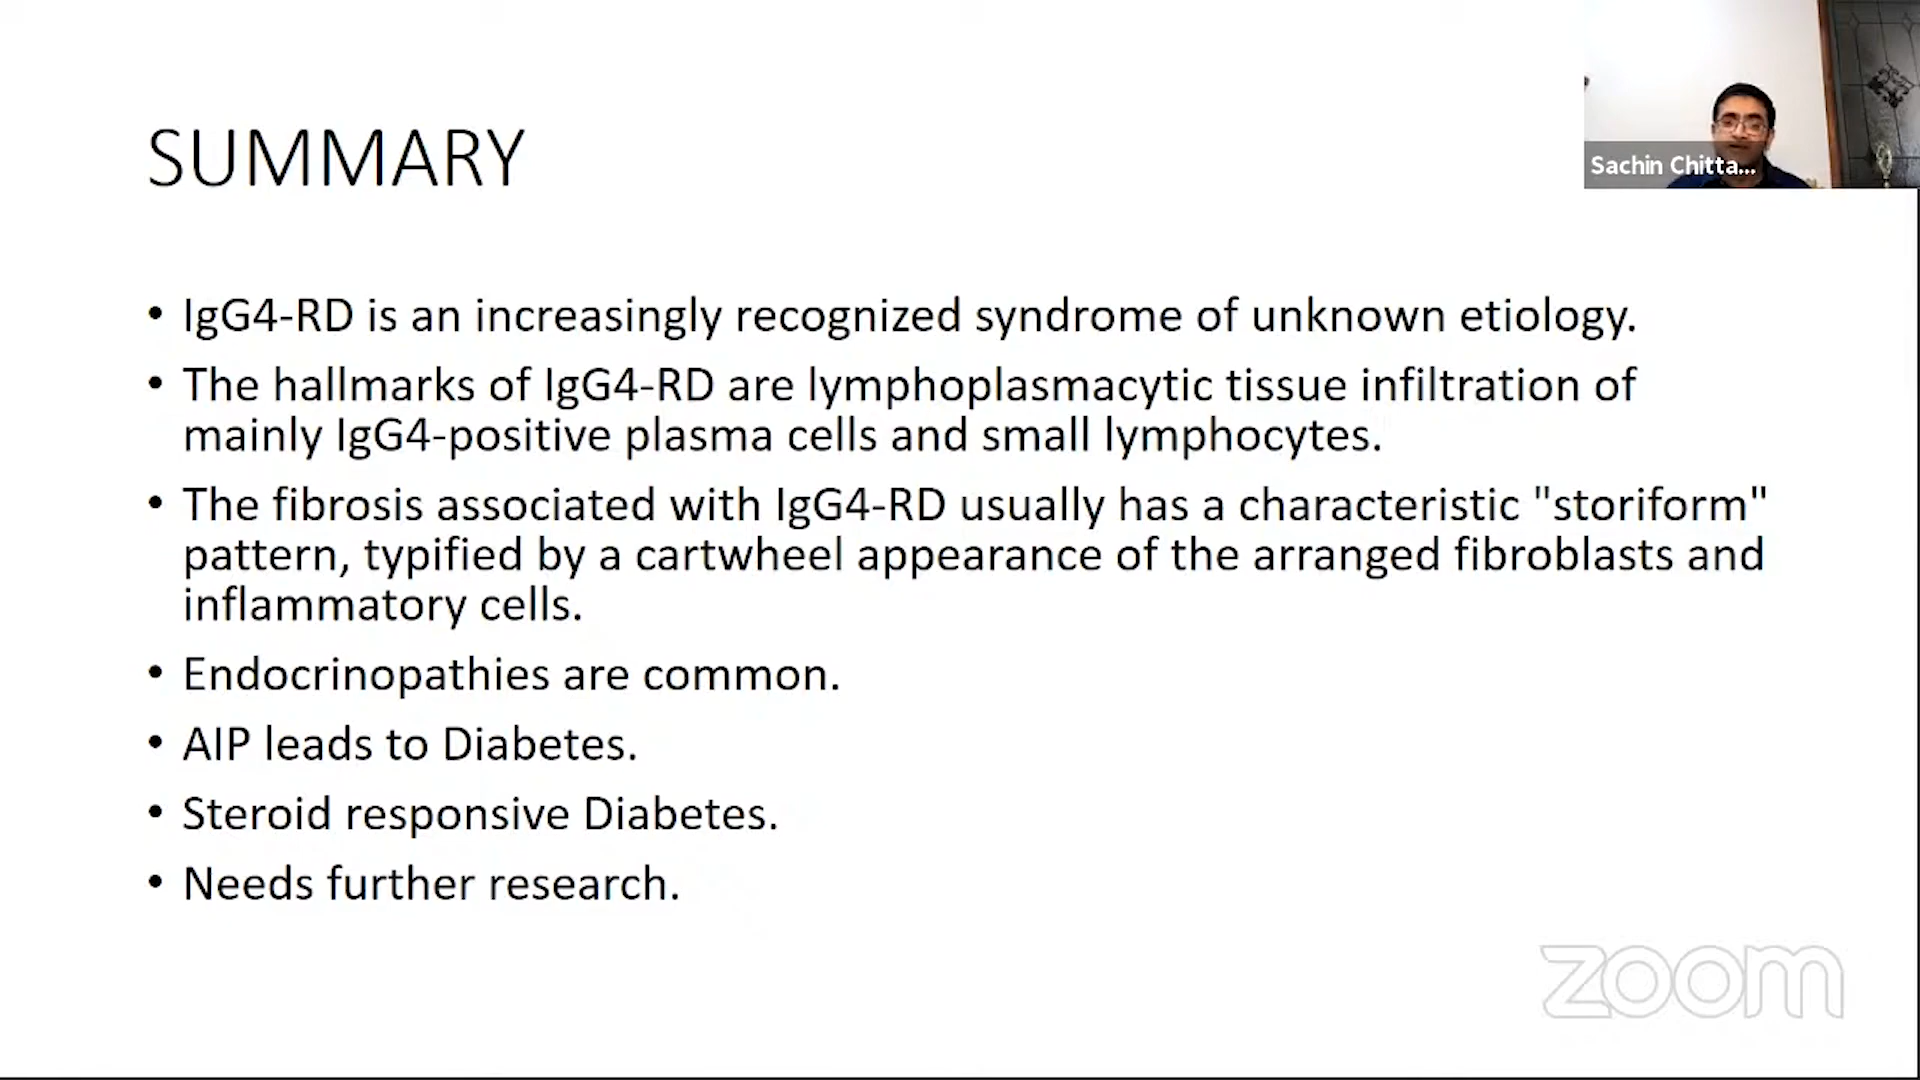 Sachin Chitta...
SUMMARY
• IgG4-RD is an increasingly recognized syndrome of unknown etiology.
• The hallmarks of IgG4-RD are lymphoplasmacytic tissue infiltration of
mainly IgG4-positive plasma cells and small lymphocytes.
• The fibrosis associated with IgG4-RD usually has a characteristic "storiform"
pattern, typified by a cartwheel appearance of the arranged fibroblasts and
inflammatory cells.
• Endocrinopathies are common.
• AIP leads to Diabetes.
• Steroid responsive Diabetes.
• Needs further research.
zoom